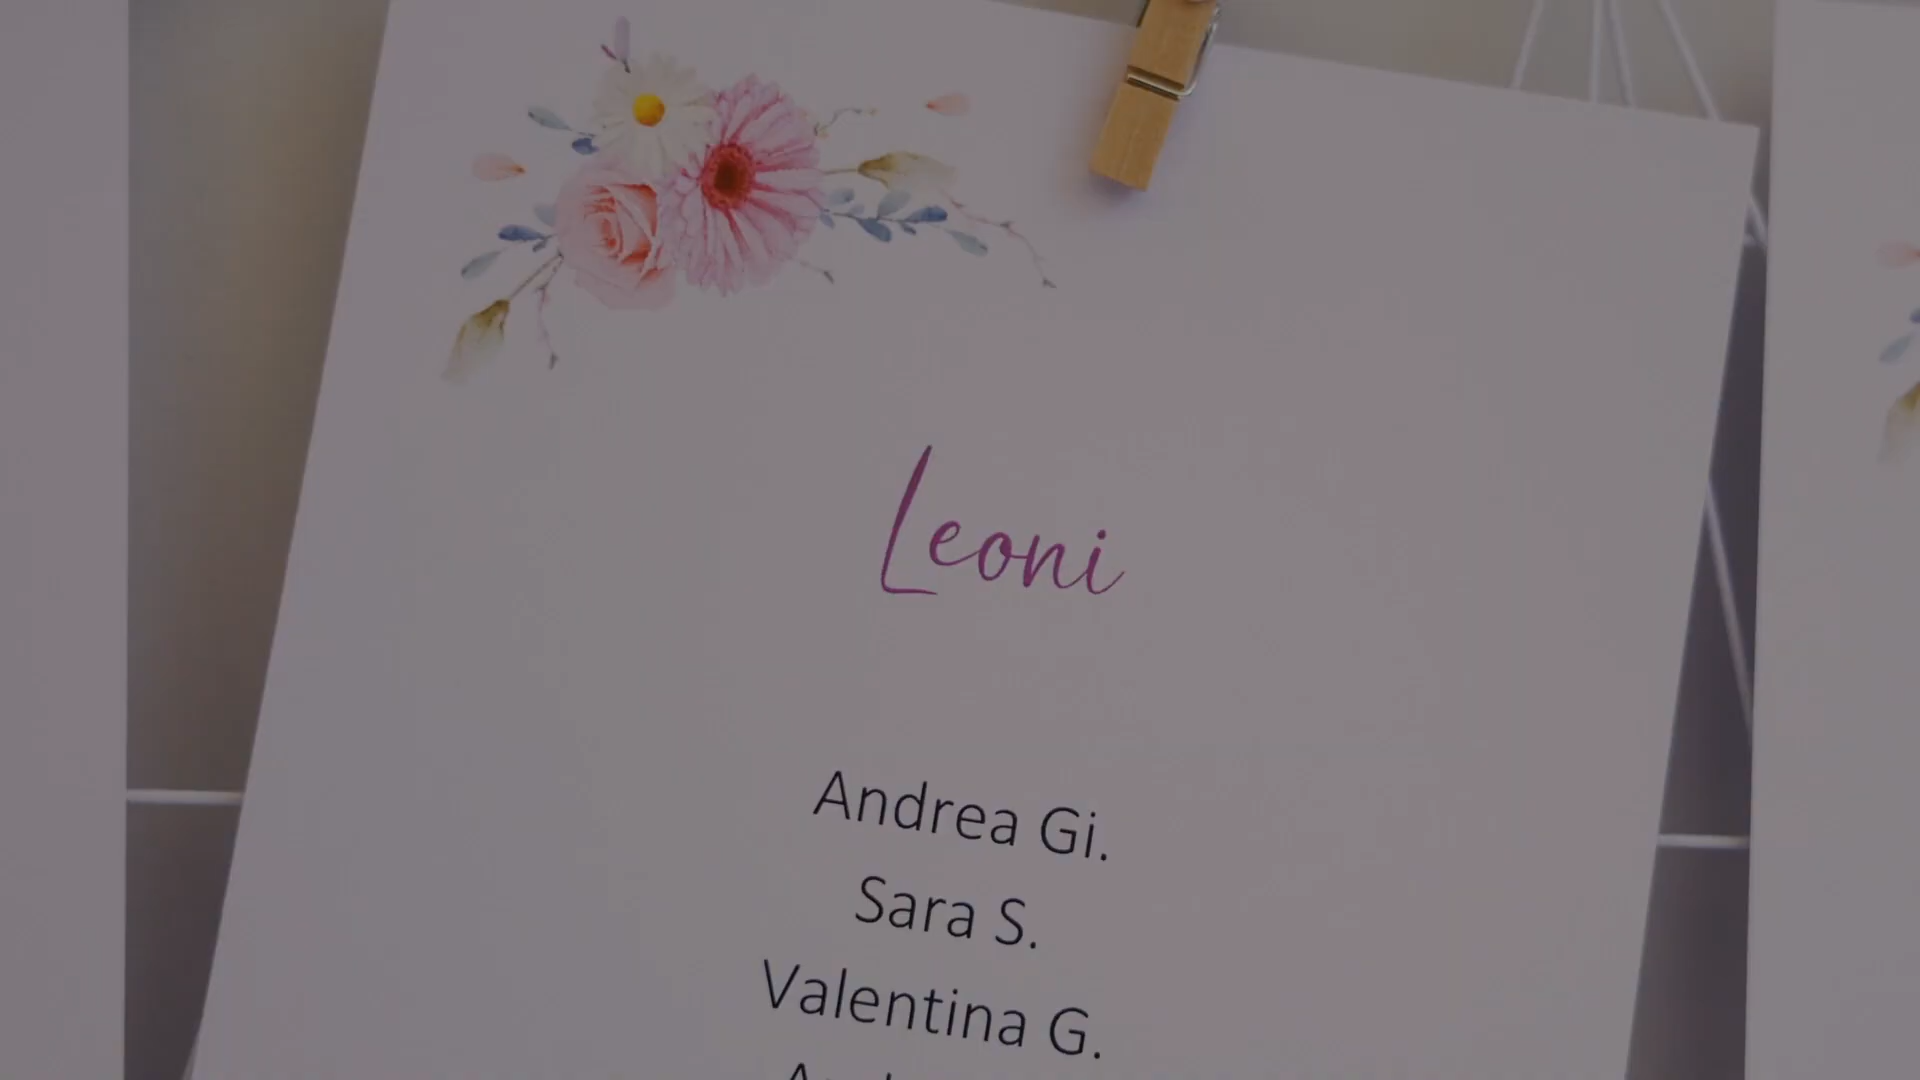 Leoni
Andrea Gi.
Sara S.
Valentina G.